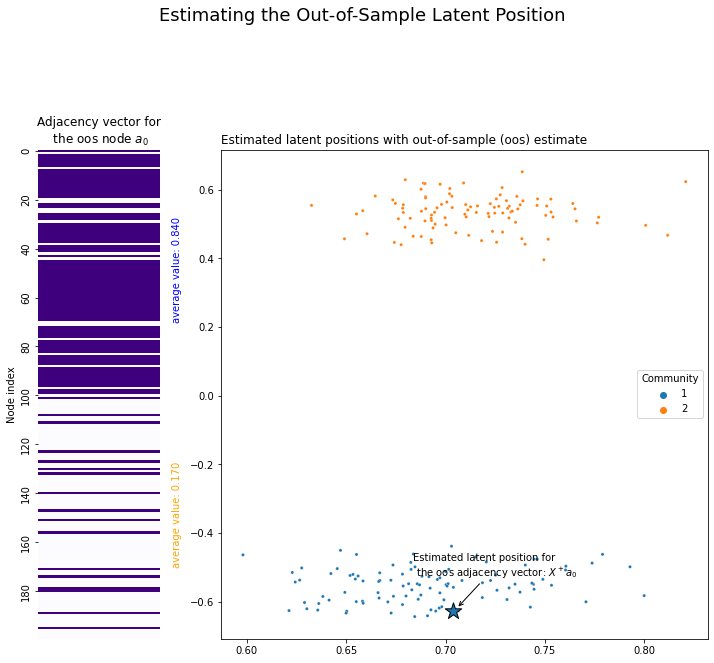 Estimating the Out-of-Sample Latent Position
Adjacency vector for
the oos node a₀
Node index
0
20
40
60
80
100
120
140
160
180
average value: 0.840
average value: 0.170
Estimated latent positions with out-of-sample (oos) estimate
0.6
0.4
0.2
0.0
−0.2
−0.4
−0.6
0.60
0.65
0.70
0.75
0.80
Community
1
2
Estimated latent position for
the oos adjacency vector: X⁺a₀